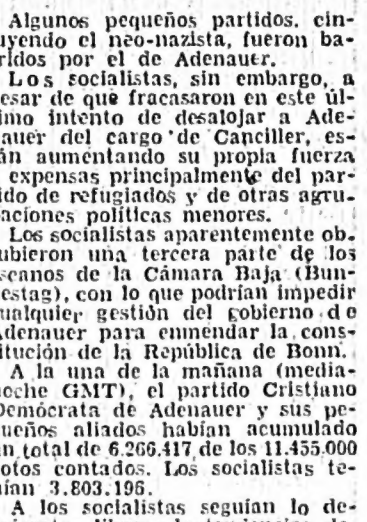 Algunos pequeños partidos, cin-
uyendo el neo-nazista, fueron ba-
ridos por el de Adenauer.
Los socialistas, sin embargo, a
esar de que fracasaron en este úl-
imo intento de desalojar a Ade-
auer del cargo de Canciller, es-
án aumentando su propia fuerza
expensas principalmente del par-
ido de refugiados y de otras agru-
aciones políticas menores.
Los socialistas aparentemente ob-
ubieron una tercera parte de los
scanos de la Cámara Baja (Bun-
estag), con lo que podrían impedir
ualquier gestión del gobierno de
Adenauer para enmendar la cons-
itución de la República de Bonn.
A la una de la mañana (media-
oche GMT), el partido Cristiano
Demócrata de Adenauer y sus pe-
ueños aliados habían acumulado
n total de 6.266.417 de los 11.455.000
otos contados. Los socialistas te-
ían 3.803.196.
A los socialistas seguían lo de-